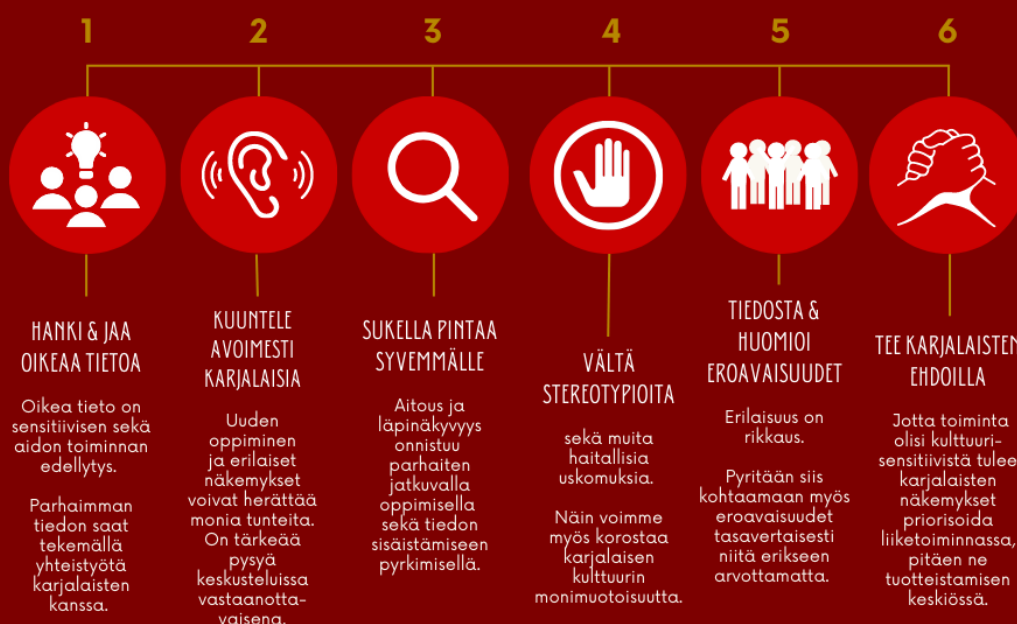 1
2
3
4
5
6
HANKI & JAA
OIKEAA TIETOA
Oikea tieto on
sensitiivisen sekä
aidon toiminnan
edellytys.
Parhaimman
tiedon saat
tekemällä
yhteistyötä
karjalaisten
kanssa.
KUUNTELE
AVOIMESTI
KARJALAISIA
Uuden
oppiminen
ja erilaiset
näkemykset
voivat herättää
monia tunteita.
On tärkeää
pysyä
keskusteluissa
vastaanotta-
vaisena.
SUKELLA PINTAA
SYVEMMÄLLE
Aitous ja
läpinäkyvyys
onnistuu
parhaiten
jatkuvalla
oppimisella
sekä tiedon
sisäistämiseen
pyrkimisellä.
VÄLTÄ
STEREOTYPIOITA
sekä muita
haitallisia
uskomuksia.
Näin voimme
myös korostaa
karjalaisen
kulttuurin
monimuotoisuutta.
TIEDOSTA &
HUOMIOI
EROAVAISUUDET
Erilaisuus on
rikkaus.
Pyritään siis
kohtaamaan myös
eroavaisuudet
tasavertaisesti
niitä erikseen
arvottamatta.
TEE KARJALAISTEN
EHDOILLA
Jotta toiminta
olisi kulttuuri-
sensitiivistä tulee
karjalaisten
näkemykset
priorisoida
liiketoiminnassa,
pitäen ne
tuotteistamisen
keskiössä.